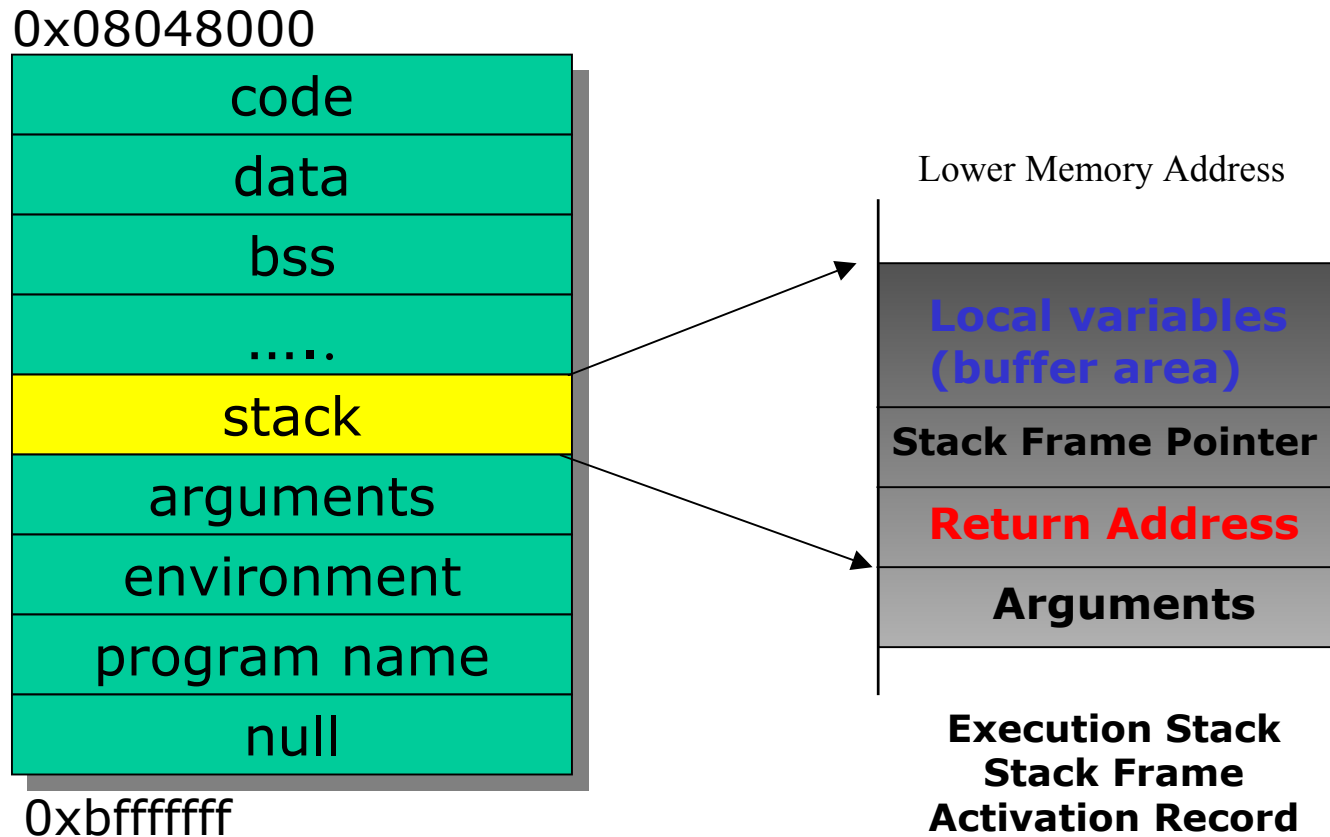 0x08048000
code
data
bss
…..
stack
arguments
environment
program name
null
0xbfffffff
Lower Memory Address
Local variables
(buffer area)
Stack Frame Pointer
Return Address
Arguments
Execution Stack
Stack Frame
Activation Record